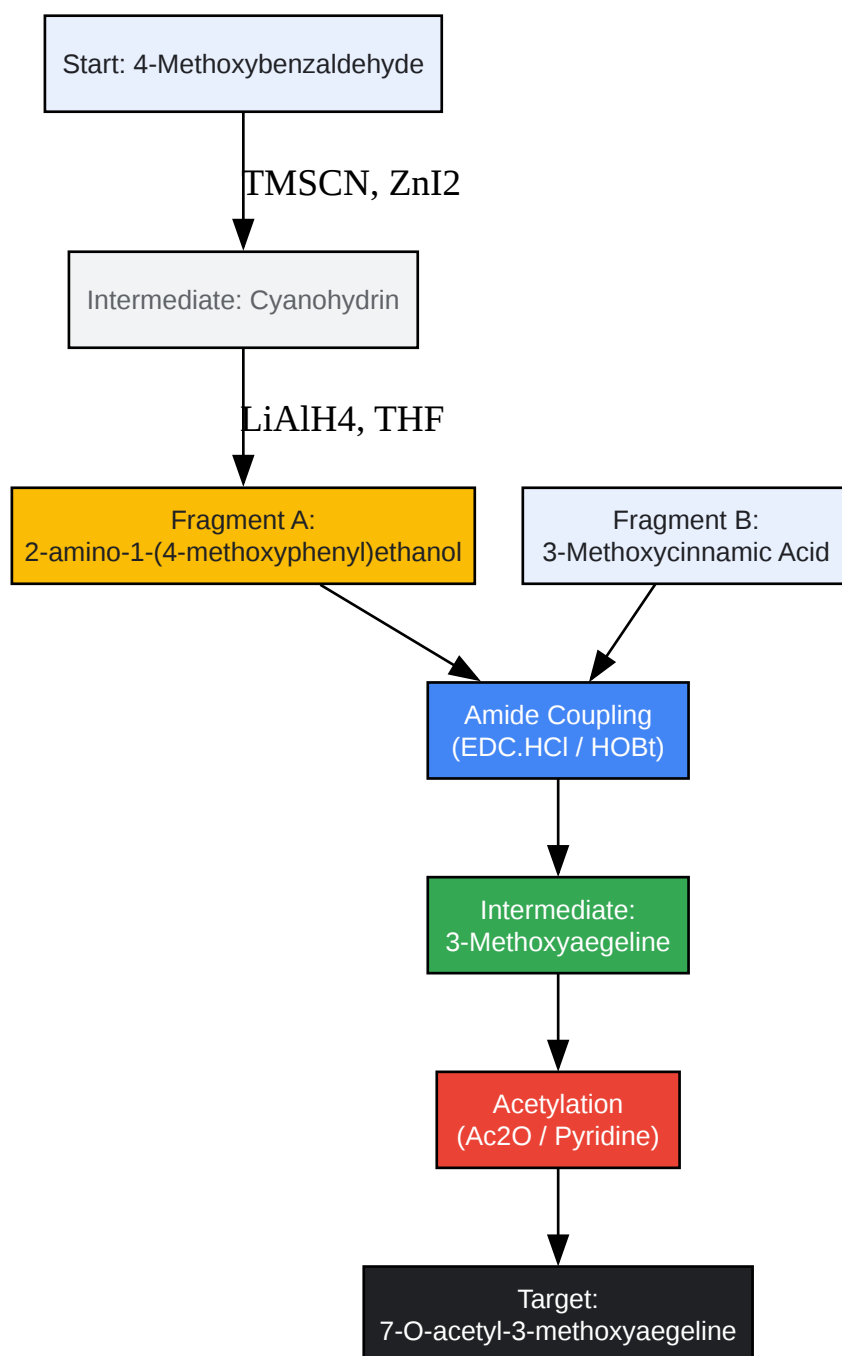 Start: 4-Methoxybenzaldehyde
TMSCN, ZnI2
Intermediate: Cyanohydrin
LiAlH4, THF
Fragment A:
2-amino-1-(4-methoxyphenyl)ethanol
Fragment B:
3-Methoxycinnamic Acid
Amide Coupling
(EDC.HCl / HOBt)
Intermediate:
3-Methoxyaegeline
Acetylation
(Ac2O / Pyridine)
Target:
7-O-acetyl-3-methoxyaegeline